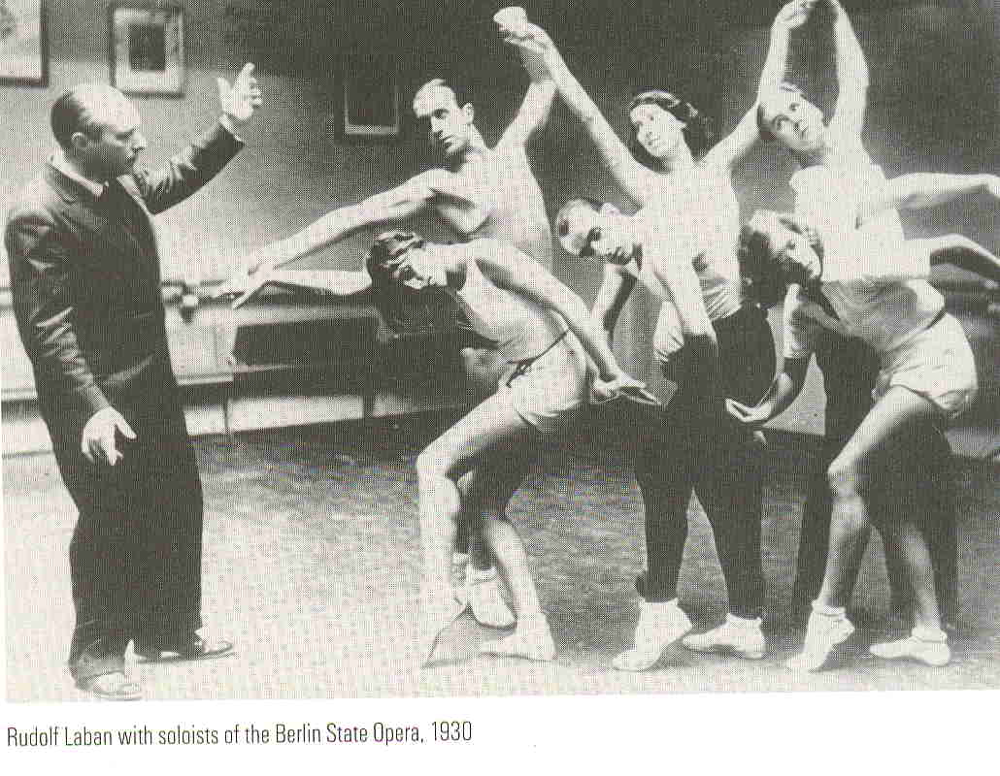 Rudolf Laban with soloists of the Berlin State Opera, 1930